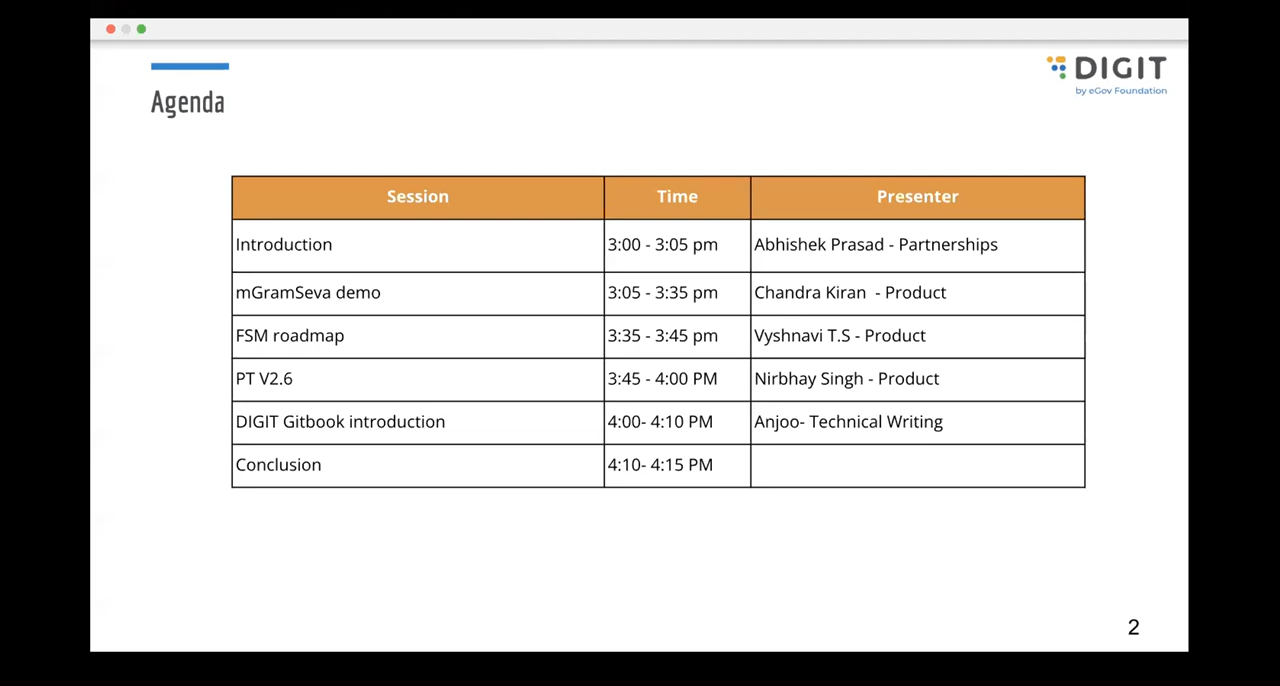 DIGIT
by eGov Foundation
Agenda
Session Time Presenter
Introduction 3:00 - 3:05 pm Abhishek Prasad - Partnerships
mGramSeva demo 3:05 - 3:35 pm Chandra Kiran  - Product
FSM roadmap 3:35 - 3:45 pm Vyshnavi T.S - Product
PT V2.6 3:45 - 4:00 PM Nirbhay Singh - Product
DIGIT Gitbook introduction 4:00- 4:10 PM Anjoo- Technical Writing
Conclusion 4:10- 4:15 PM
2